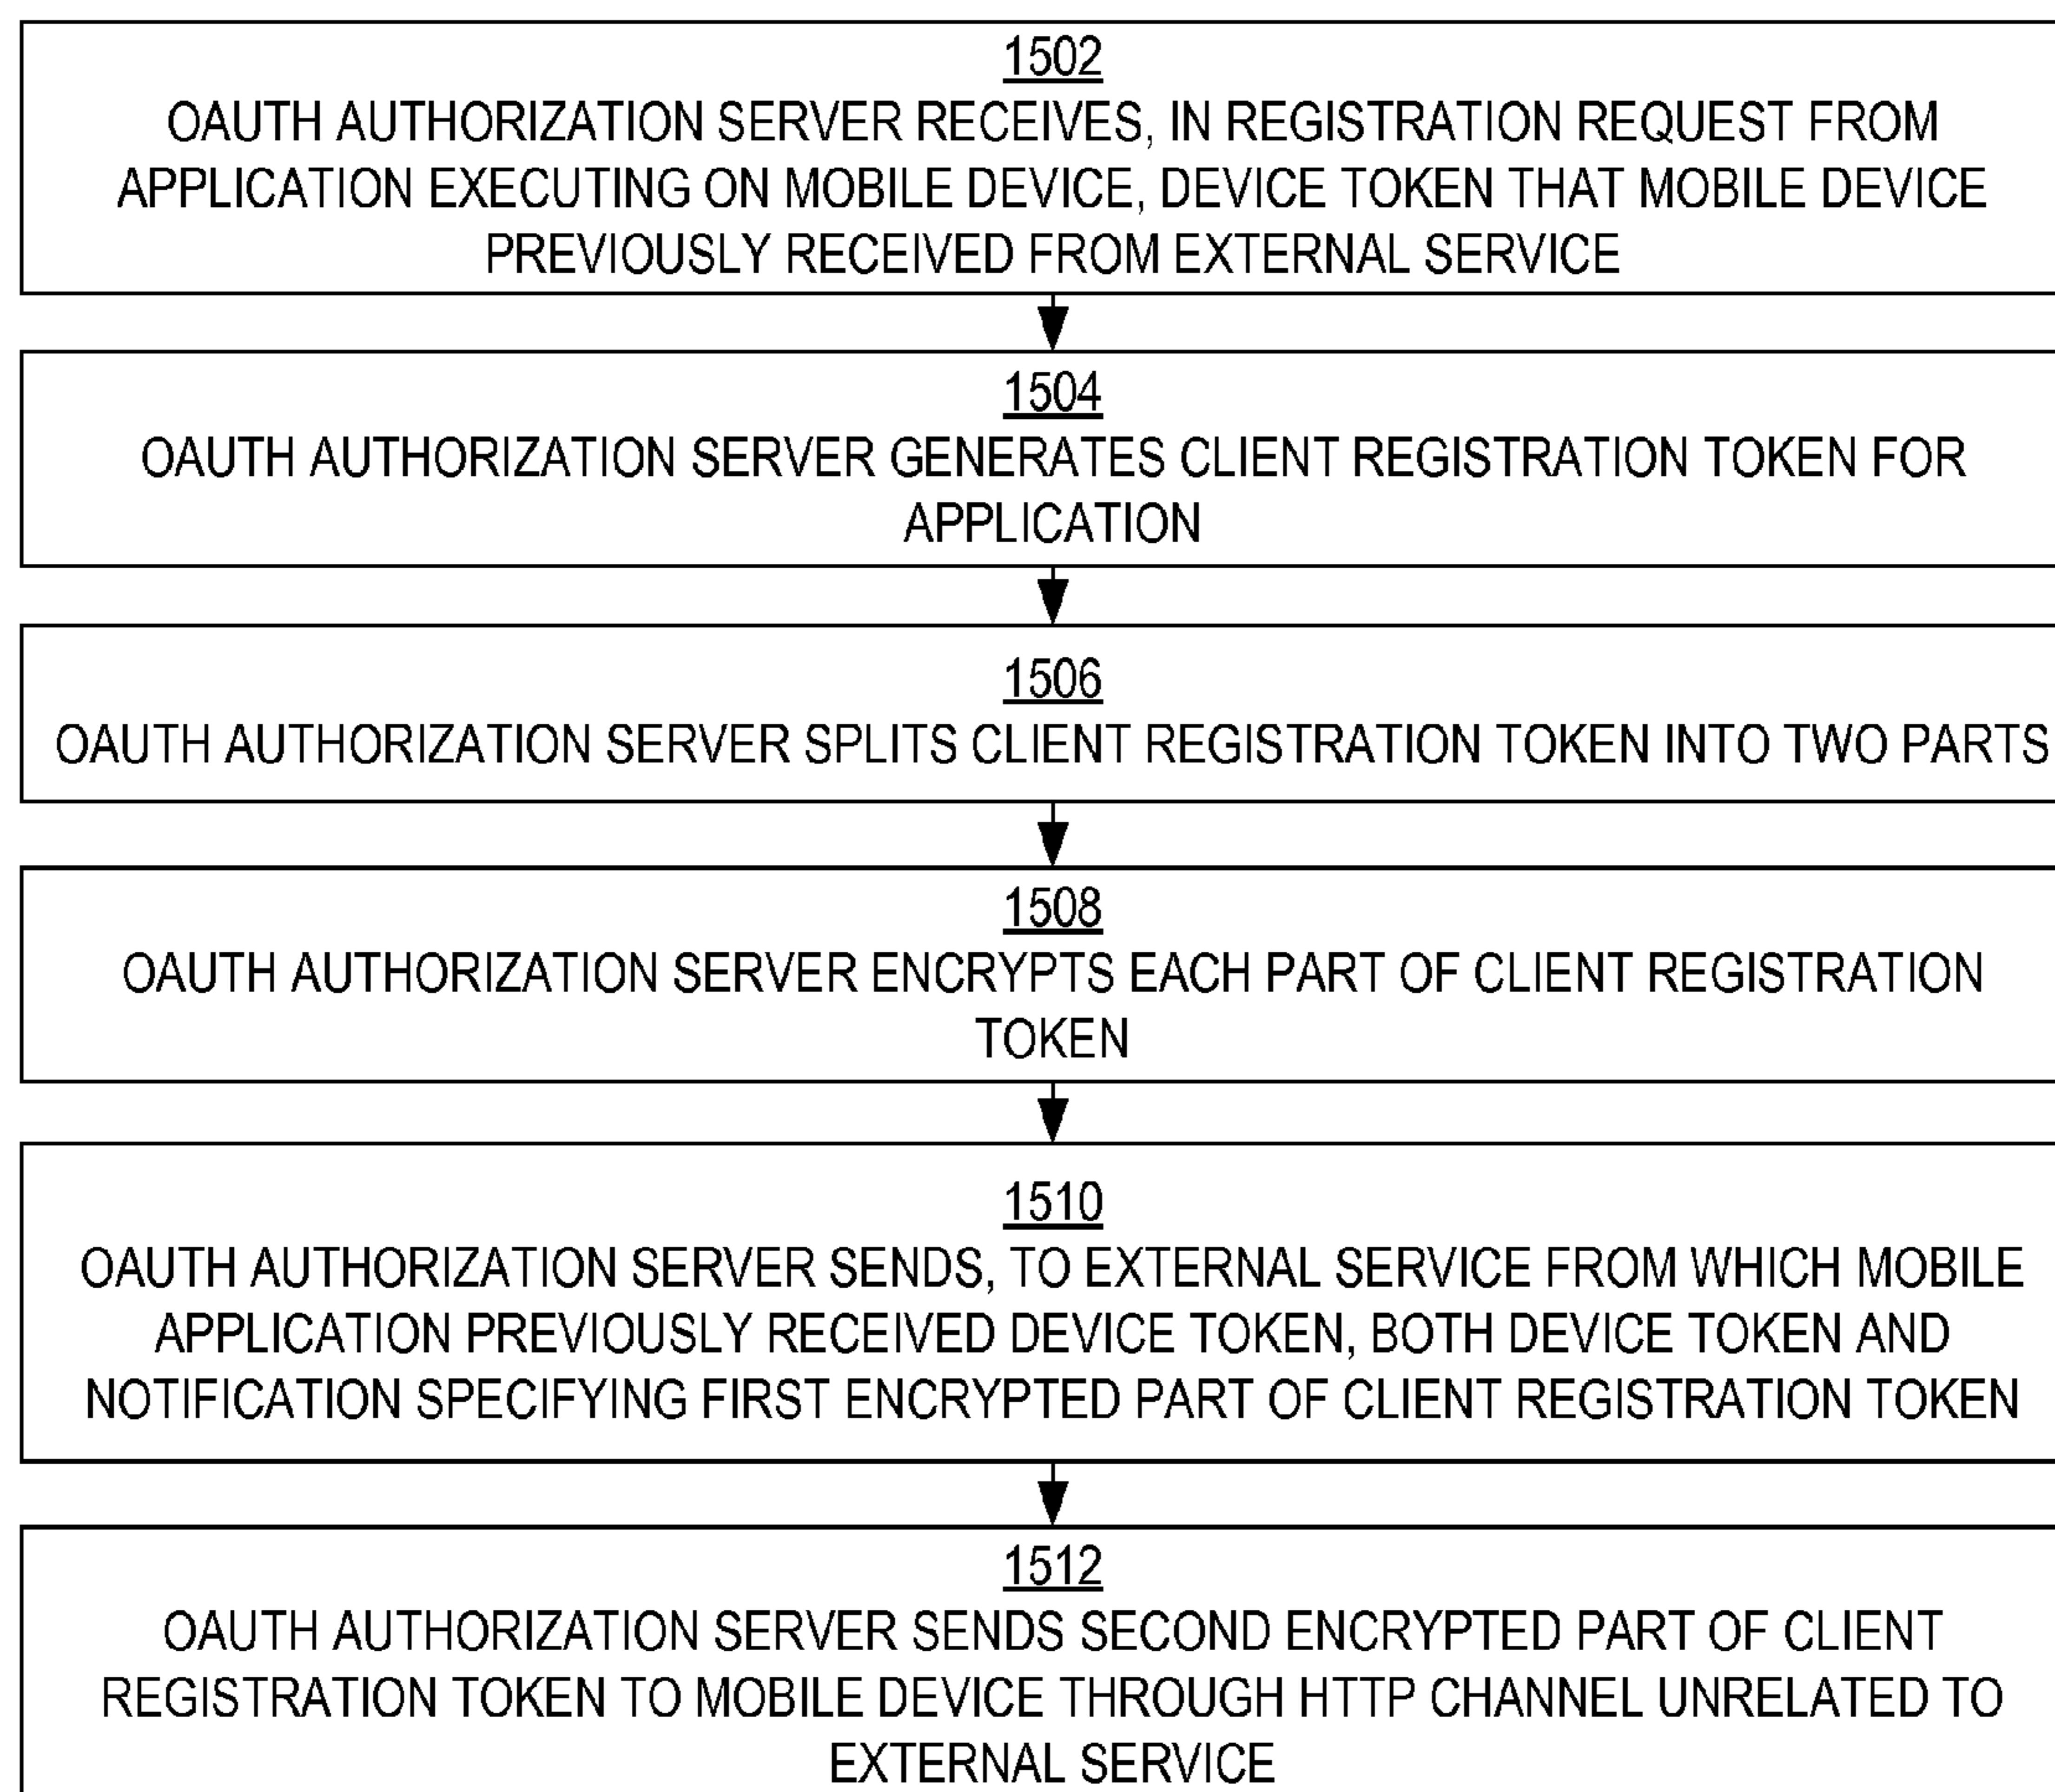 1502
OAUTH AUTHORIZATION SERVER RECEIVES, IN REGISTRATION REQUEST FROM
APPLICATION EXECUTING ON MOBILE DEVICE, DEVICE TOKEN THAT MOBILE DEVICE
PREVIOUSLY RECEIVED FROM EXTERNAL SERVICE
1504
OAUTH AUTHORIZATION SERVER GENERATES CLIENT REGISTRATION TOKEN FOR
APPLICATION
1506
OAUTH AUTHORIZATION SERVER SPLITS CLIENT REGISTRATION TOKEN INTO TWO PARTS
1508
OAUTH AUTHORIZATION SERVER ENCRYPTS EACH PART OF CLIENT REGISTRATION
TOKEN
1510
OAUTH AUTHORIZATION SERVER SENDS, TO EXTERNAL SERVICE FROM WHICH MOBILE
APPLICATION PREVIOUSLY RECEIVED DEVICE TOKEN, BOTH DEVICE TOKEN AND
NOTIFICATION SPECIFYING FIRST ENCRYPTED PART OF CLIENT REGISTRATION TOKEN
1512
OAUTH AUTHORIZATION SERVER SENDS SECOND ENCRYPTED PART OF CLIENT
REGISTRATION TOKEN TO MOBILE DEVICE THROUGH HTTP CHANNEL UNRELATED TO
EXTERNAL SERVICE